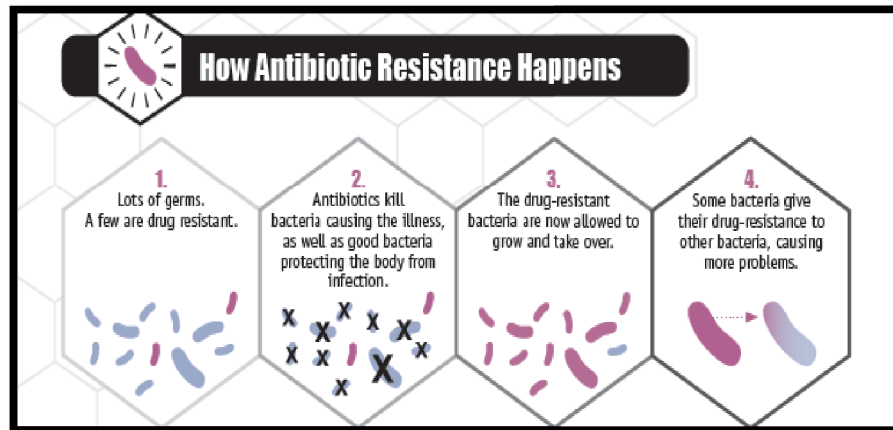 How Antibiotic Resistance Happens
1.
Lots of germs.
A few are drug resistant.
2.
Antibiotics kill
bacteria causing the illness,
as well as good bacteria
protecting the body from
infection.
X X X X X X X X X X
3.
The drug-resistant
bacteria are now allowed to
grow and take over.
4.
Some bacteria give
their drug-resistance to
other bacteria, causing
more problems.